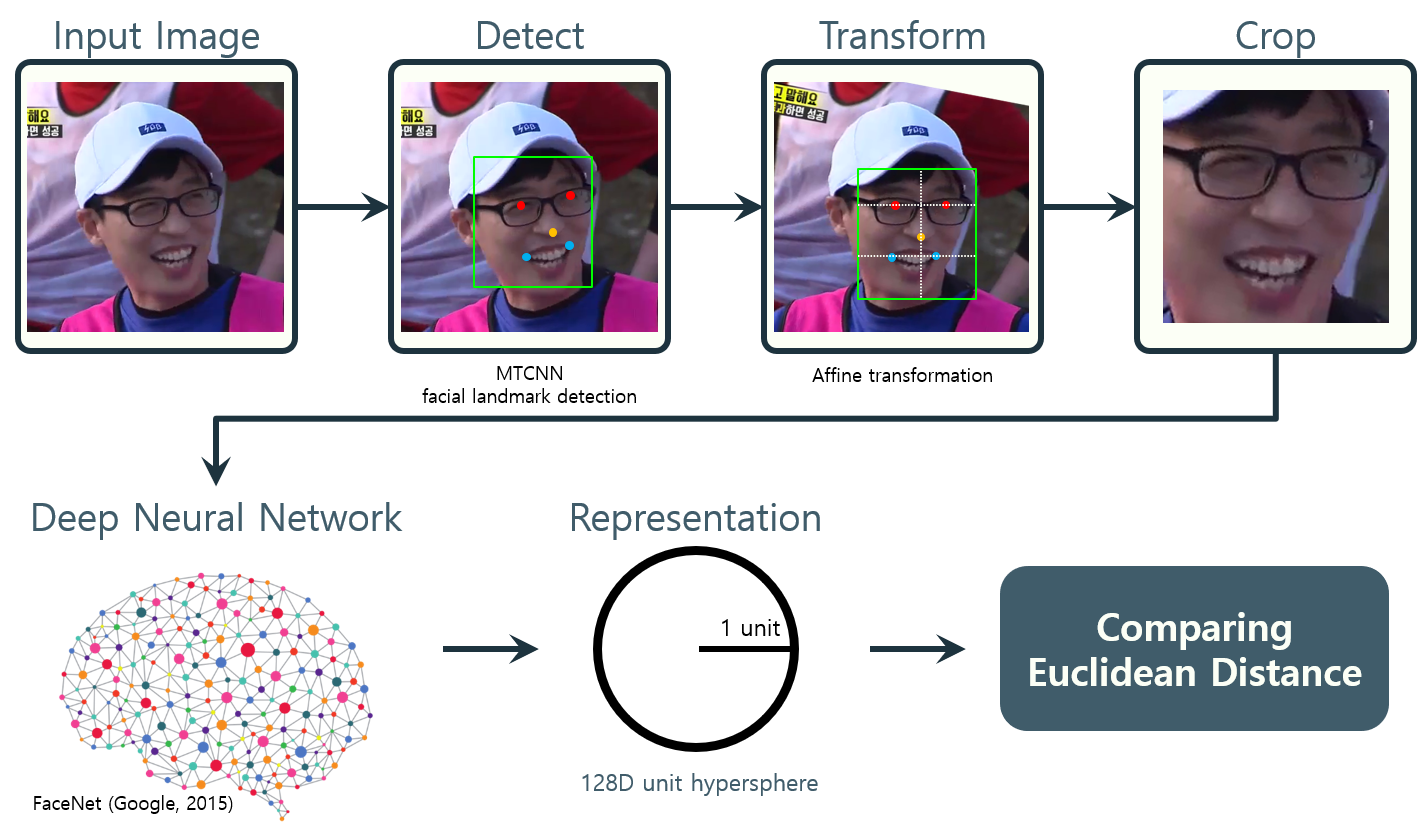 Input Image
Detect
Transform
Crop
해요
면 성공
해요
면 성공
고 말해요
하면 성공
MTCNN
facial landmark detection
Affine transformation
Deep Neural Network
Representation
1 unit
Comparing
Euclidean Distance
128D unit hypersphere
FaceNet (Google, 2015)